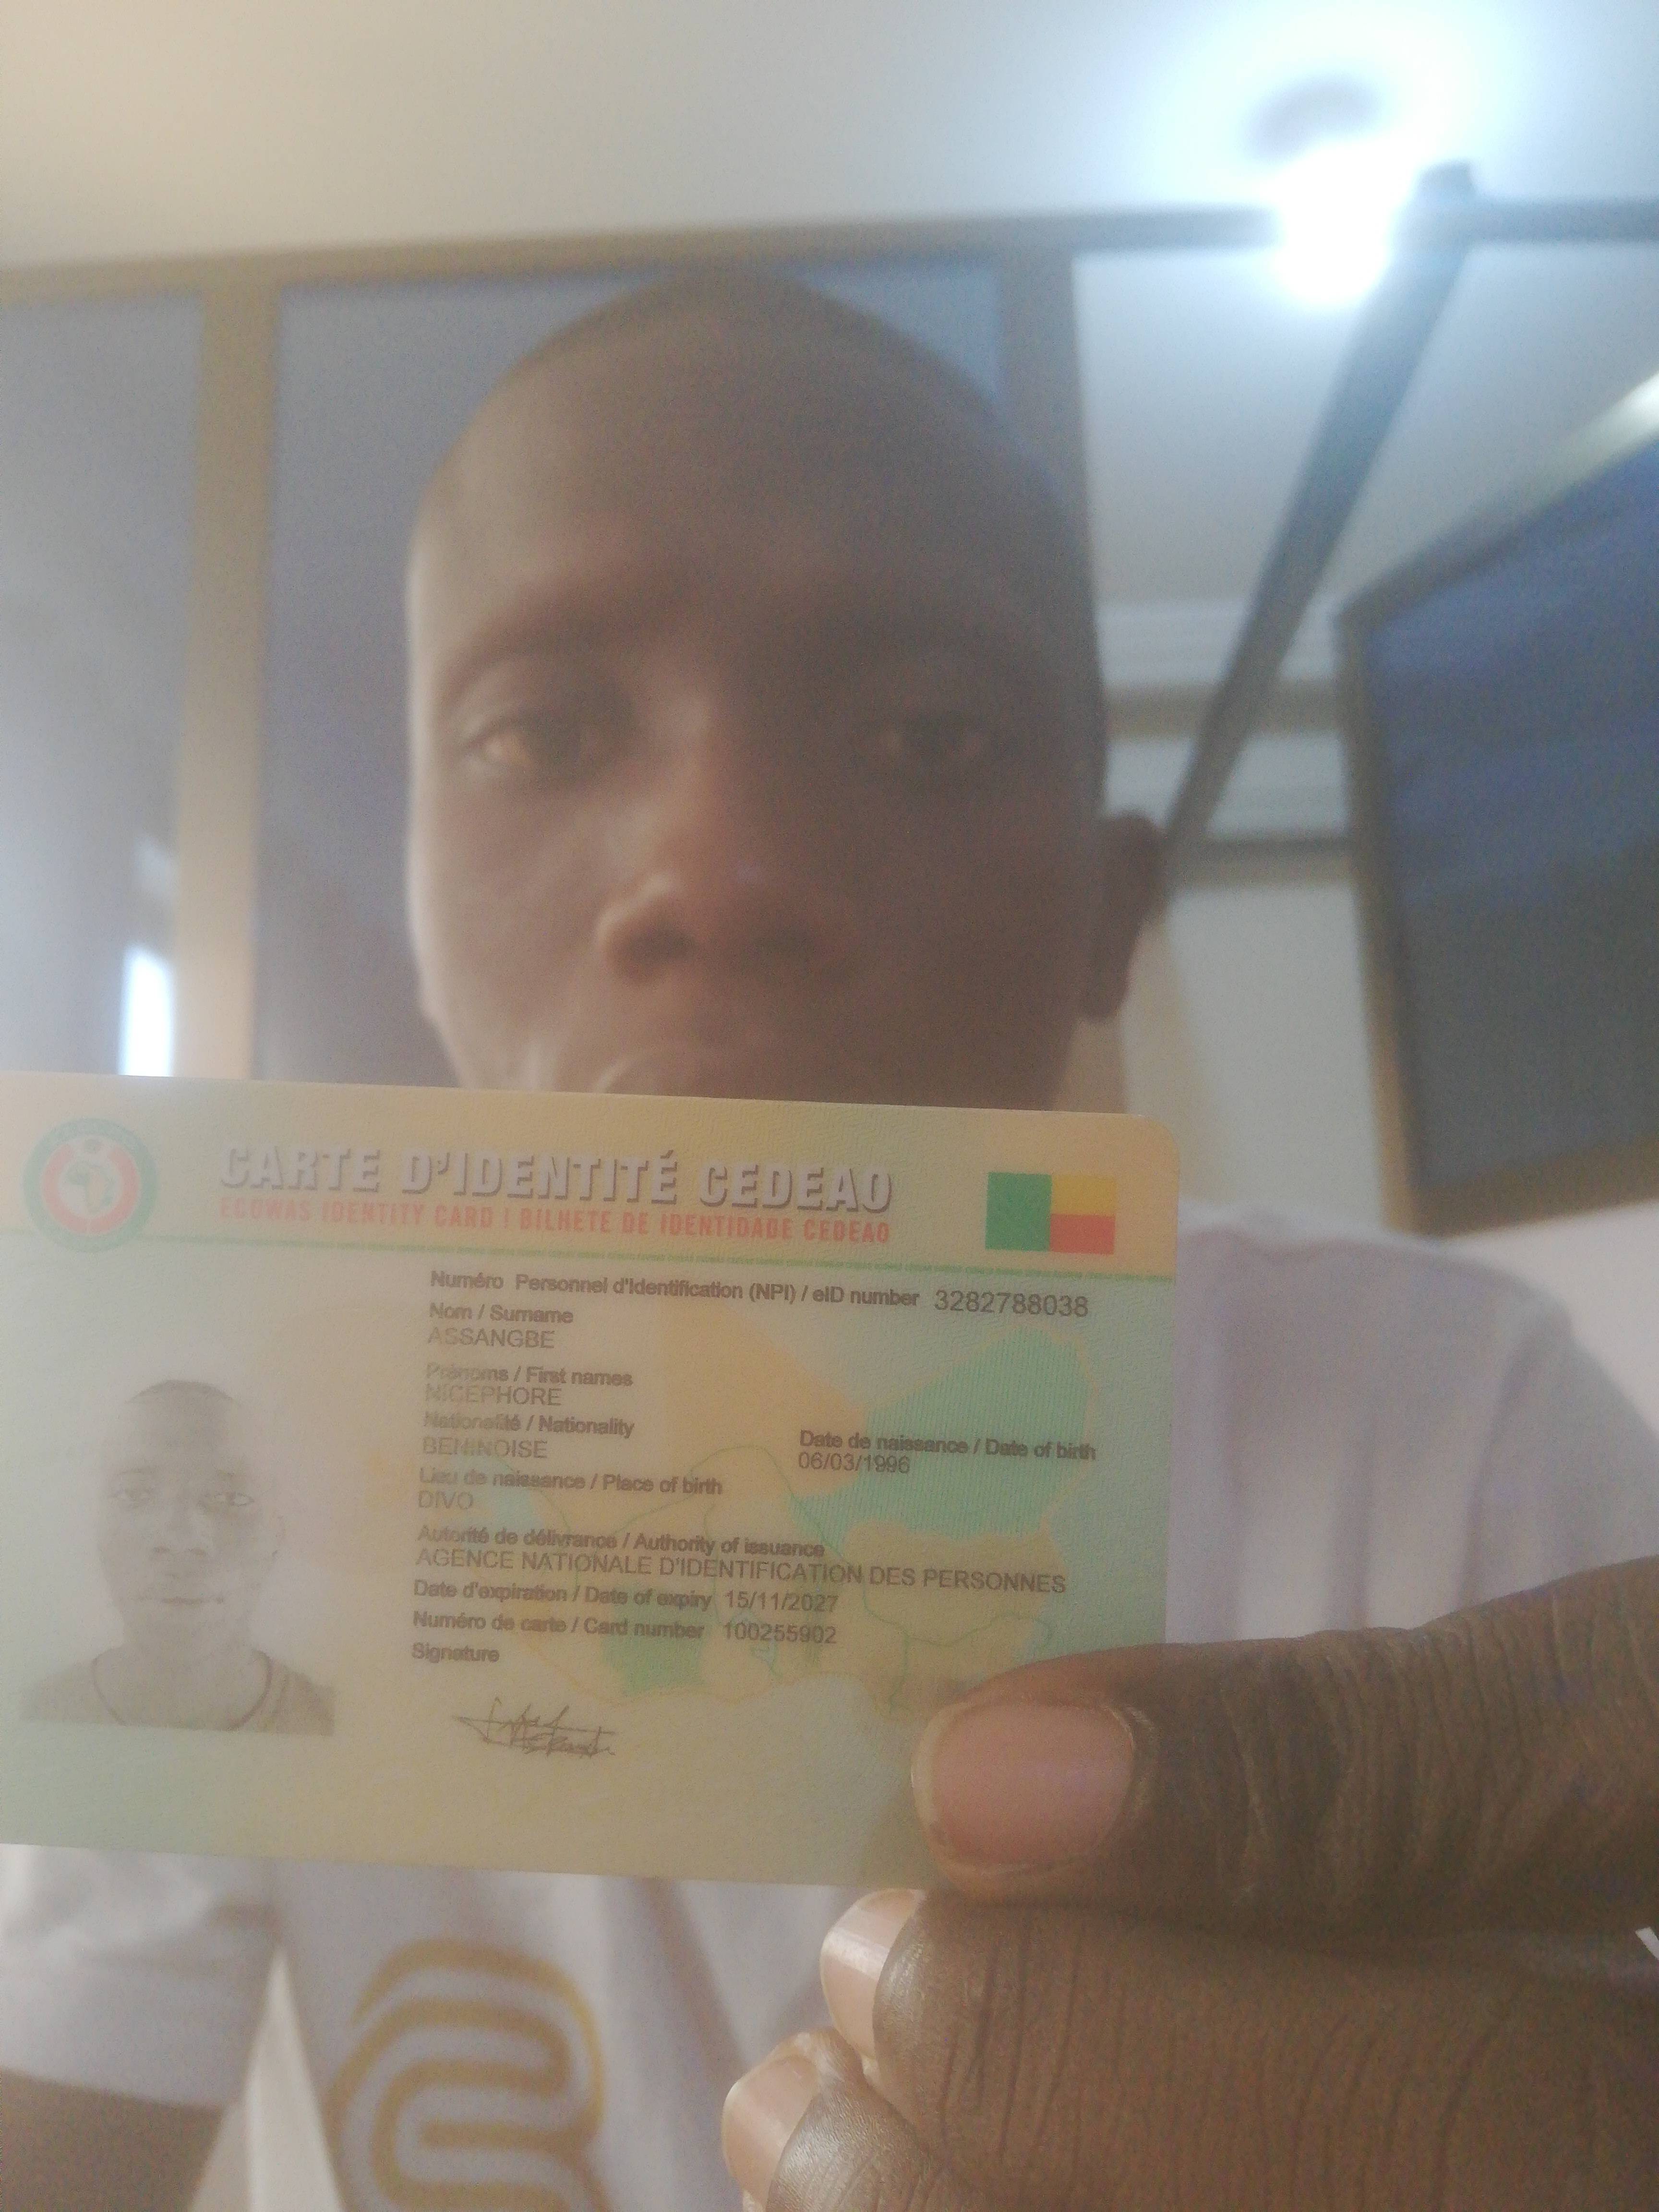 CARTE D'IDENTITÉ CEDEAO
ECOWAS IDENTITY CARD | BILHETE DE IDENTIDADE CEDEAO
Numéro Personnel d'Identification (NPI) / eID number 3282788038
Nom / Surname
ASSANGBE
Prénoms / First names
NICEPHORE
Nationalité / Nationality
BENINOISE
Date de naissance / Date of birth
06/03/1996
Lieu de naissance / Place of birth
DIVO
Autorité de délivrance / Authority of issuance
AGENCE NATIONALE D'IDENTIFICATION DES PERSONNES
Date d'expiration / Date of expiry 15/11/2027
Numéro de carte / Card number 100255902
Signature